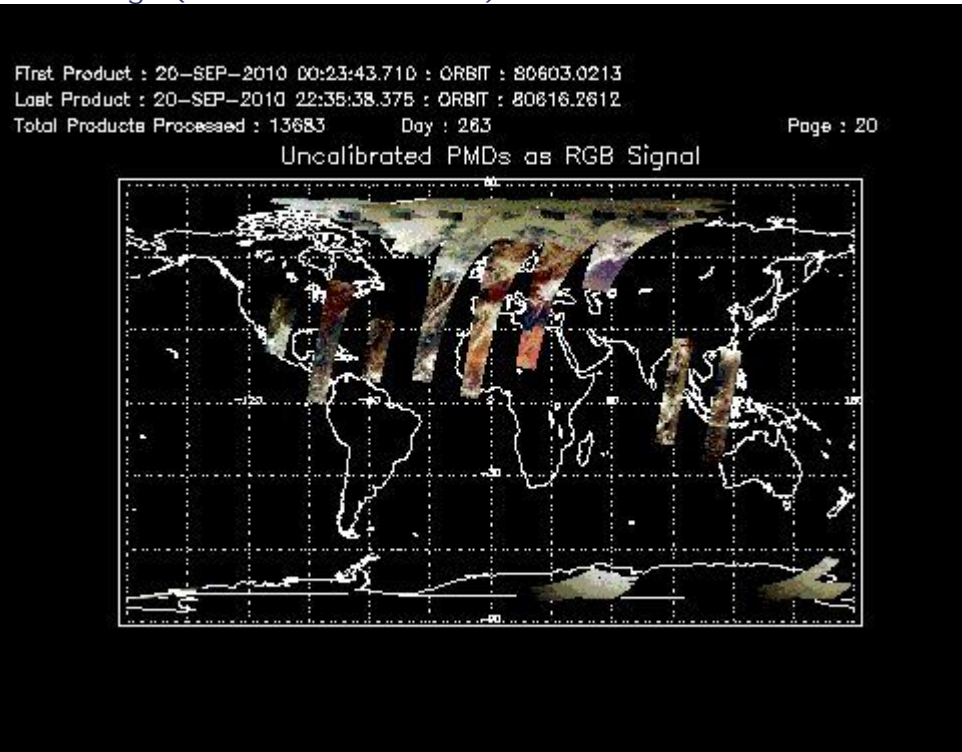 First Product : 20-SEP-2010 00:23:43.710 : ORBIT : 80603.0213
Last Product : 20-SEP-2010 22:35:38.375 : ORBIT : 80616.2612
Total Products Processed : 13683 Day : 263 Page : 20
Uncalibrated PMDs as RGB Signal